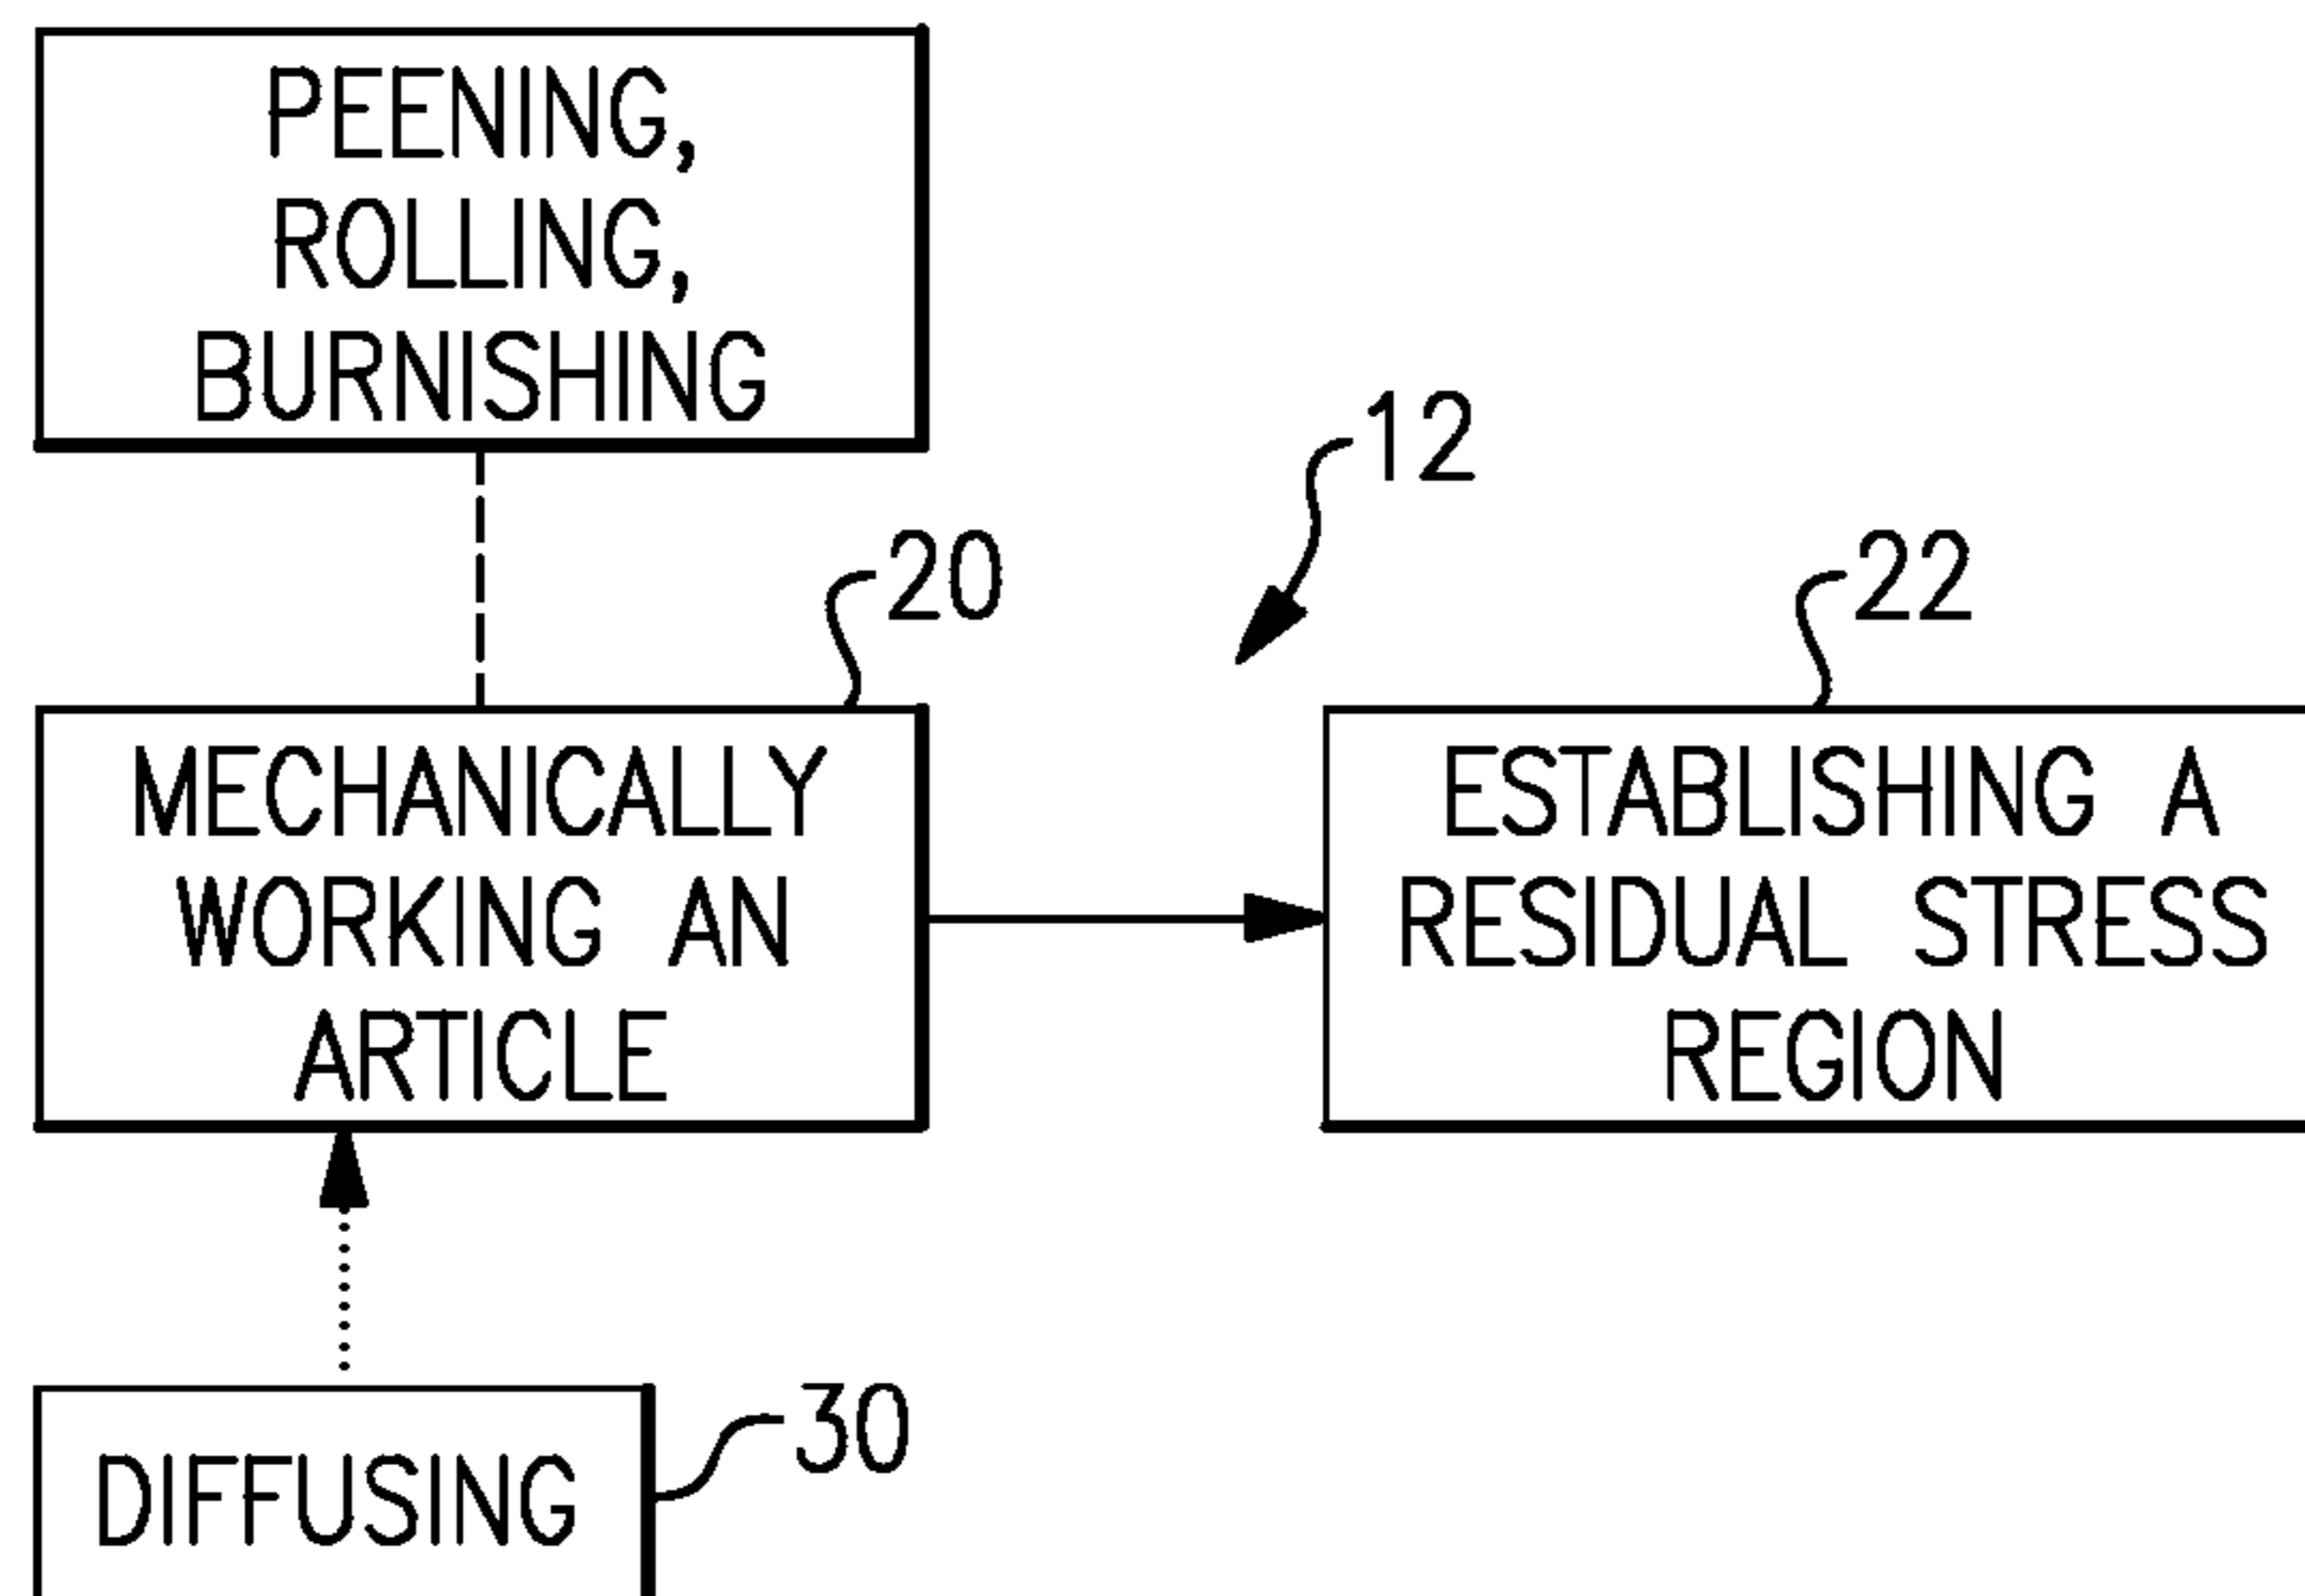 PEENING,
ROLLING,
BURNISHING
12
20
22
MECHANICALLY
WORKING AN
ARTICLE
ESTABLISHING A
RESIDUAL STRESS
REGION
30
DIFFUSING